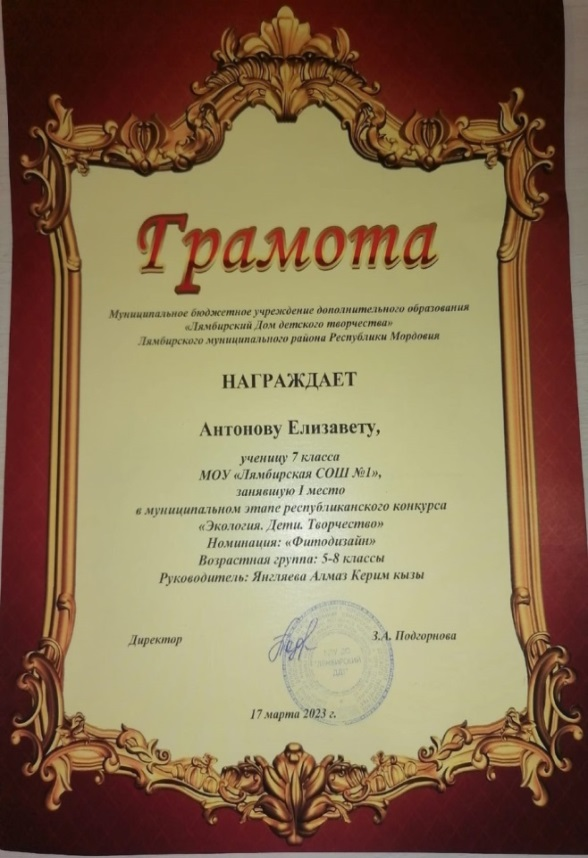 Грамота
Муниципальное бюджетное учреждение дополнительного образования
«Лямбирский Дом детского творчества»
Лямбирского муниципального района Республики Мордовия
НАГРАЖДАЕТ
Антонову Елизавету,
ученицу 7 класса
МОУ «Лямбирская СОШ №1»,
занявшую I место
в муниципальном этапе республиканского конкурса
«Экология. Дети. Творчество»
Номинация: «Фитодизайн»
Возрастная группа: 5-8 классы
Руководитель: Янгляева Алмаз Керим кызы
Директор З.А. Подгорнова
17 марта 2023 г.